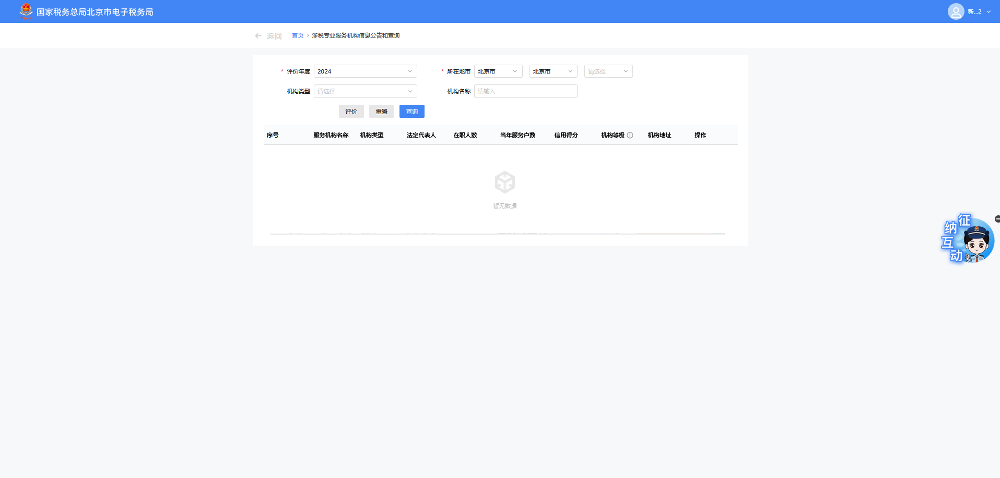 国家税务总局北京市电子税务局
新...2
返回 首页 > 涉税专业服务机构信息公告和查询
* 评价年度 2024 * 所在地市 北京市 北京市 请选择
机构类型 请选择 机构名称 请输入
评价 重置 查询
序号 服务机构名称 机构类型 法定代表人 在职人数 当年服务户数 信用得分 机构等级 机构地址 操作
暂无数据
征
纳
互
动